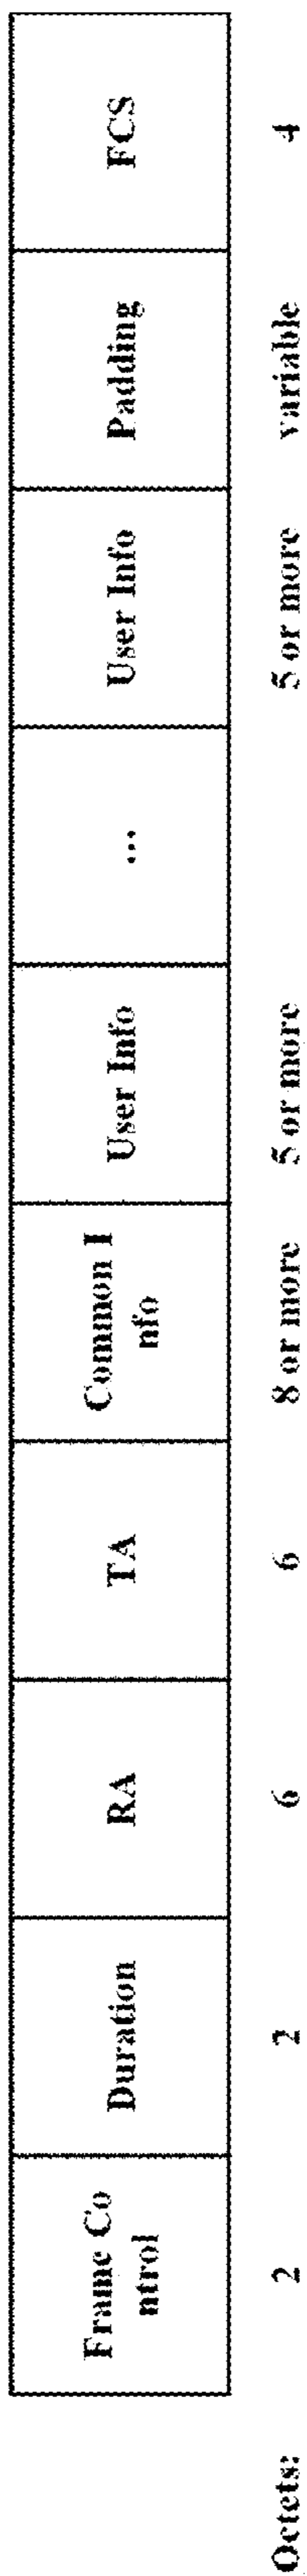 Frame Co
ntrol
Duration
RA
TA
Common I
nfo
User Info
...
User Info
Padding
FCS
Octets:
2
2
6
6
8 or more
5 or more
5 or more
variable
4